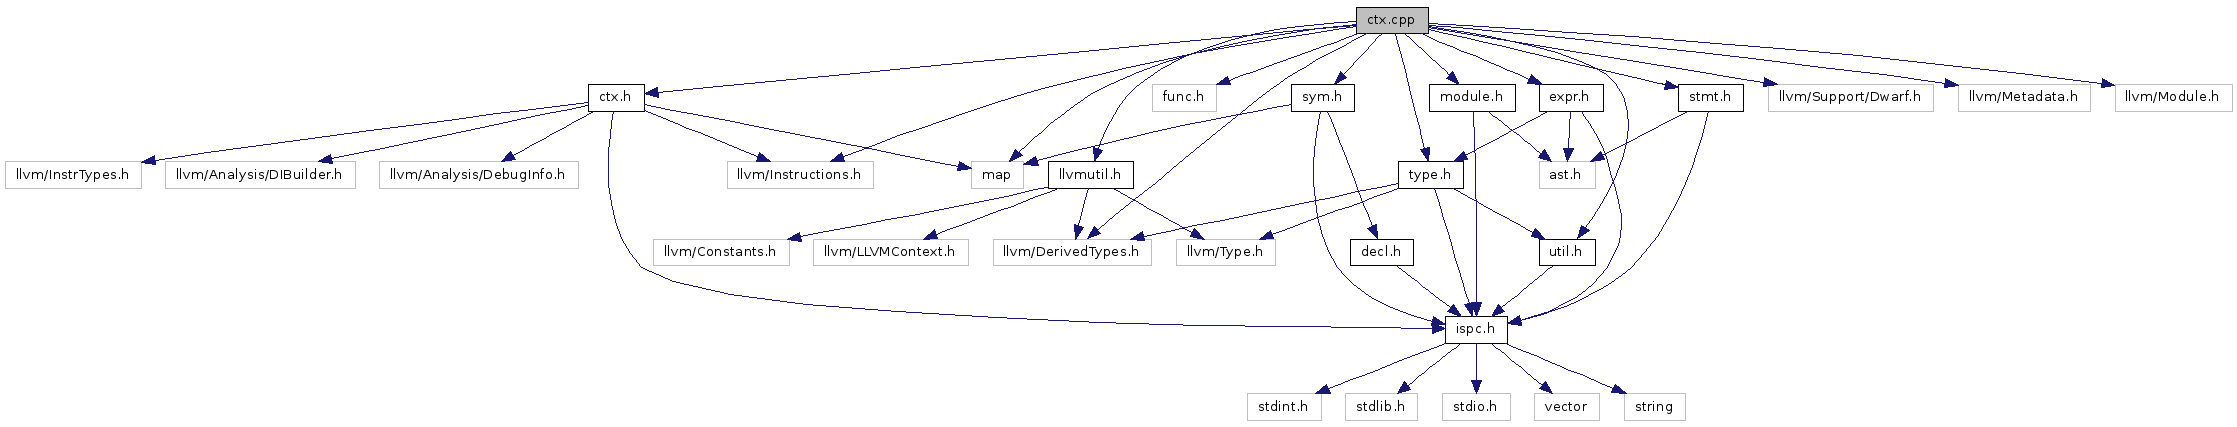 ctx.cpp
ctx.h
func.h
sym.h
module.h
expr.h
stmt.h
llvm/Support/Dwarf.h
llvm/Metadata.h
llvm/Module.h
llvm/InstrTypes.h
llvm/Analysis/DIBuilder.h
llvm/Analysis/DebugInfo.h
llvm/Instructions.h
map
llvmutil.h
type.h
ast.h
llvm/Constants.h
llvm/LLVMContext.h
llvm/DerivedTypes.h
llvm/Type.h
decl.h
util.h
ispc.h
stdint.h
stdlib.h
stdio.h
vector
string